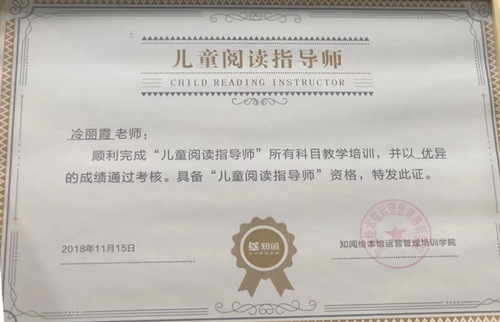 儿童阅读指导师
CHILD READING INSTRUCTOR
冷丽霞 老师：
顺利完成“儿童阅读指导师”所有科目教学培训，并以 优异
的成绩通过考核。具备“儿童阅读指导师”资格，特发此证。
知阅
2018年11月15日
知阅绘本馆运营管理培训学院